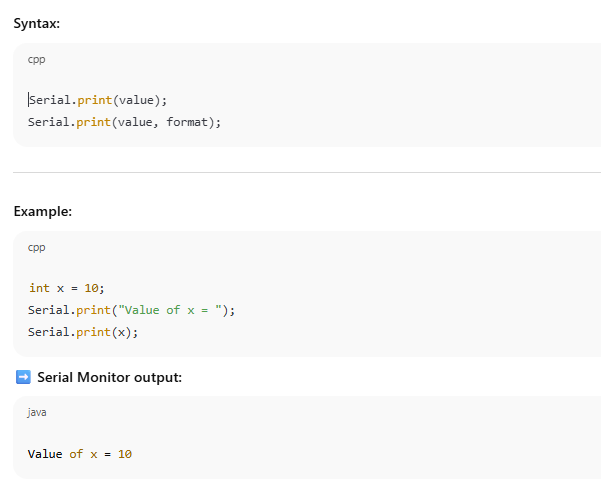 Syntax:
cpp
Serial.print(value);
Serial.print(value, format);
Example:
cpp
int x = 10;
Serial.print("Value of x = ");
Serial.print(x);
➡️ Serial Monitor output:
java
Value of x = 10